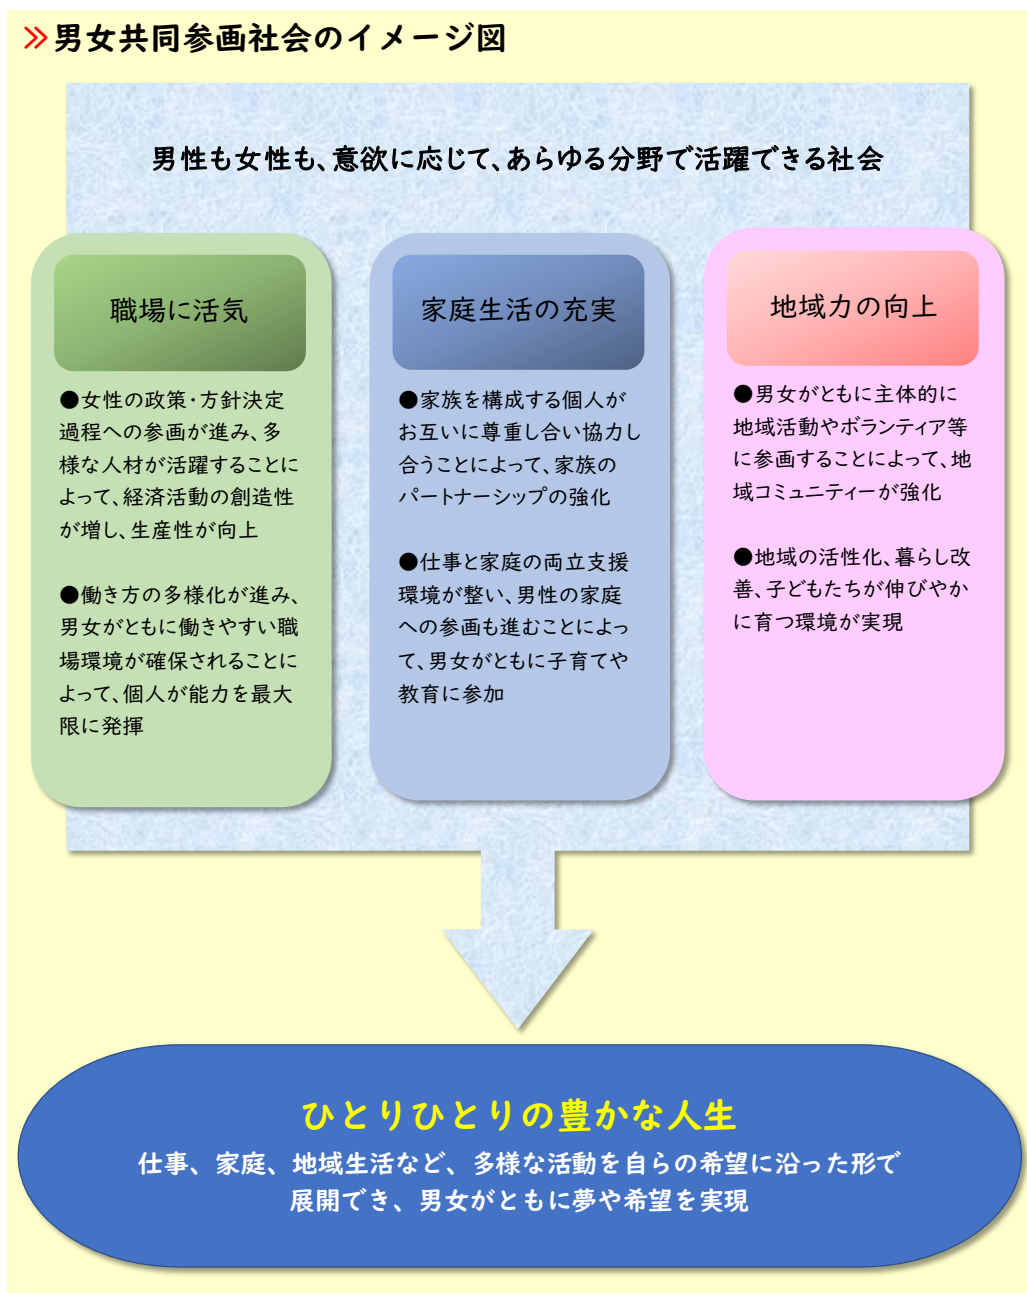 ≫男女共同参画社会のイメージ図
男性も女性も、意欲に応じて、あらゆる分野で活躍できる社会
職場に活気
●女性の政策・方針決定
過程への参画が進み、多
様な人材が活躍することに
よって、経済活動の創造性
が増し、生産性が向上
●働き方の多様化が進み、
男女がともに働きやすい職
場環境が確保されることに
よって、個人が能力を最大
限に発揮
家庭生活の充実
●家族を構成する個人が
お互いに尊重し合い協力し
合うことによって、家族の
パートナーシップの強化
●仕事と家庭の両立支援
環境が整い、男性の家庭
への参画も進むことによっ
て、男女がともに子育てや
教育に参加
地域力の向上
●男女がともに主体的に
地域活動やボランティア等
に参画することによって、地
域コミュニティーが強化
●地域の活性化、暮らし改
善、子どもたちが伸びやか
に育つ環境が実現
ひとりひとりの豊かな人生
仕事、家庭、地域生活など、多様な活動を自らの希望に沿った形で
展開でき、男女がともに夢や希望を実現